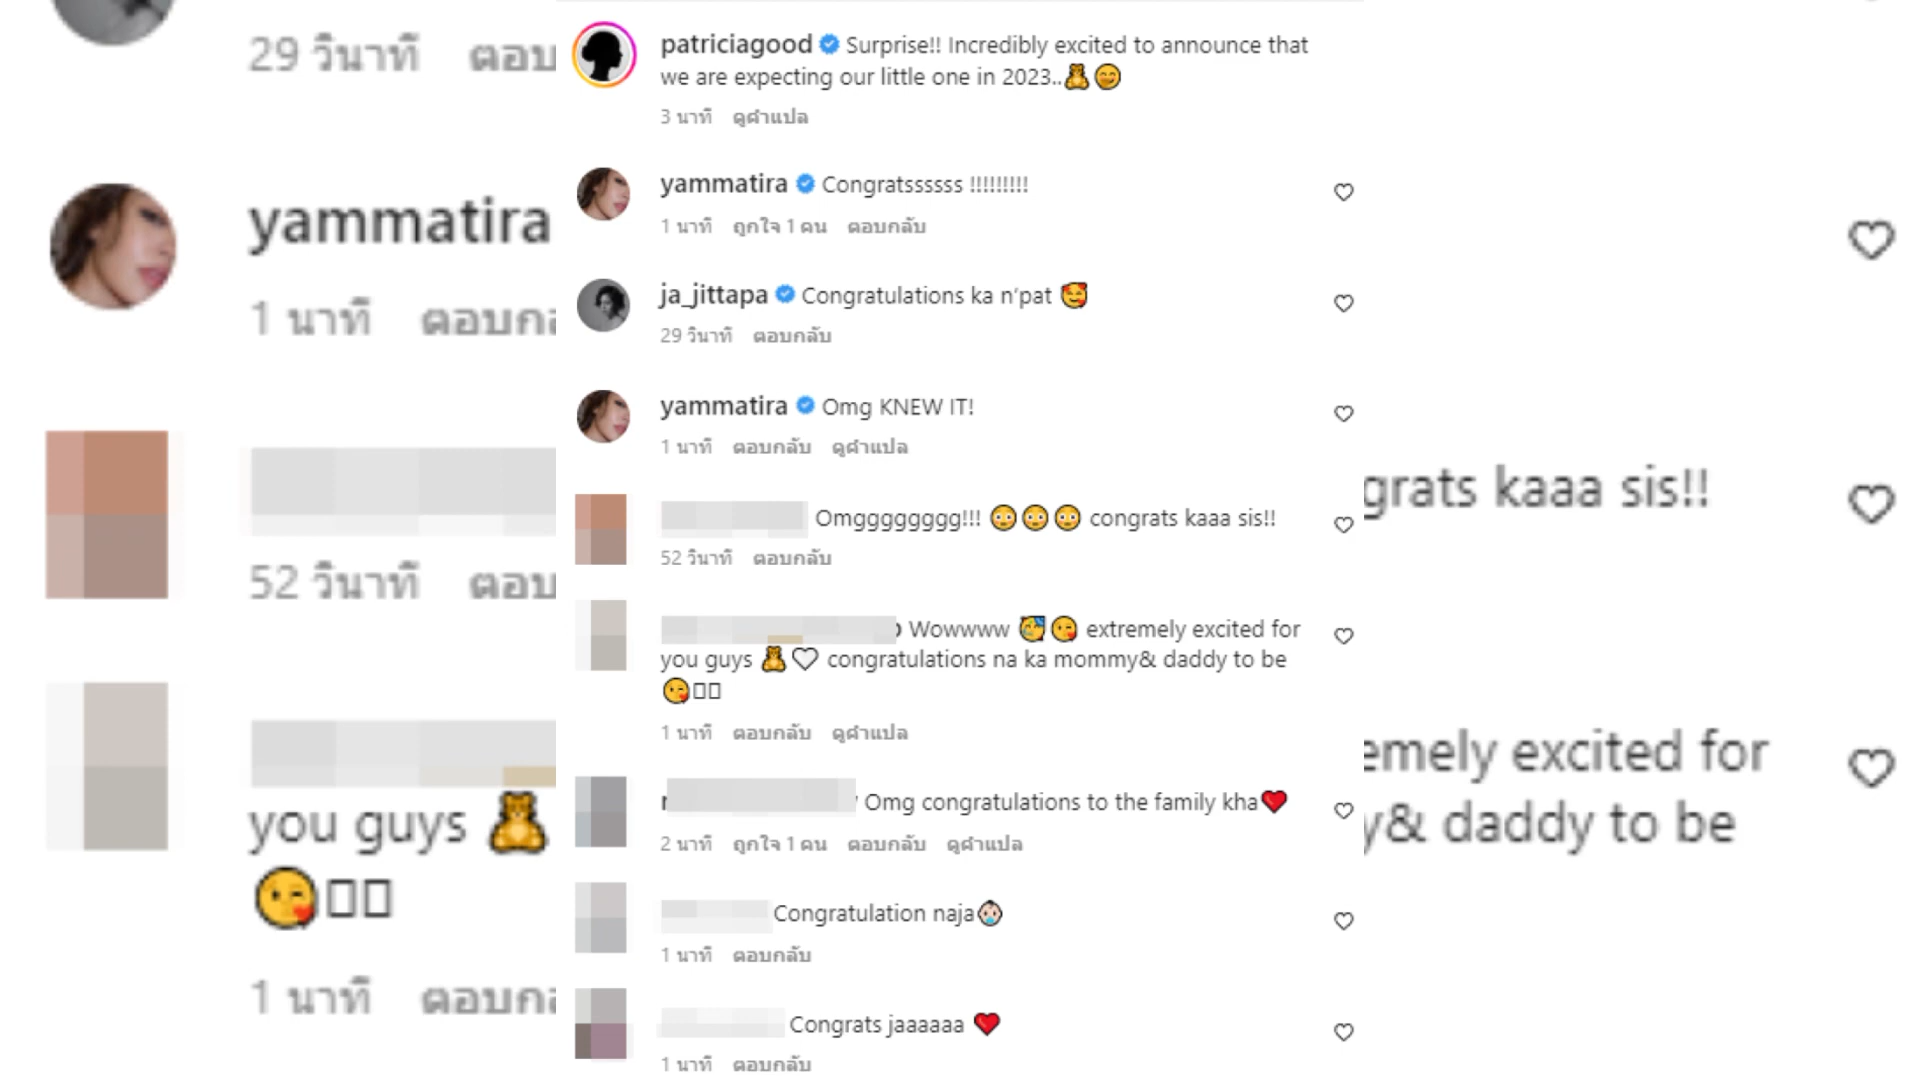 29 วินาที ตอบ
yammatira
1 นาที ตอบกลั
52 วินาที ตอบ
you guys 🧸
😘
1 นาที ตอบกลั
patriciagood Surprise!! Incredibly excited to announce that
we are expecting our little one in 2023..🧸😄
3 นาที ดูคำแปล
yammatira Congratssssss !!!!!!!!!
1 นาที ถูกใจ 1 คน ตอบกลับ
ja_jittapa Congratulations ka n’pat 🥰
29 วินาที ตอบกลับ
yammatira Omg KNEW IT!
1 นาที ตอบกลับ ดูคำแปล
Omgggggggg!!! 😳😳😳 congrats kaaa sis!!
52 วินาที ตอบกลับ
Wowwww 🥳😘 extremely excited for
you guys 🧸🤍 congratulations na ka mommy& daddy to be
😘
1 นาที ตอบกลับ ดูคำแปล
Omg congratulations to the family kha❤️
2 นาที ถูกใจ 1 คน ตอบกลับ ดูคำแปล
Congratulation naja👶🏻
1 นาที ตอบกลับ
Congrats jaaaaaa ❤️
1 นาที ตอบกลับ
grats kaaa sis!!
emely excited for
y& daddy to be